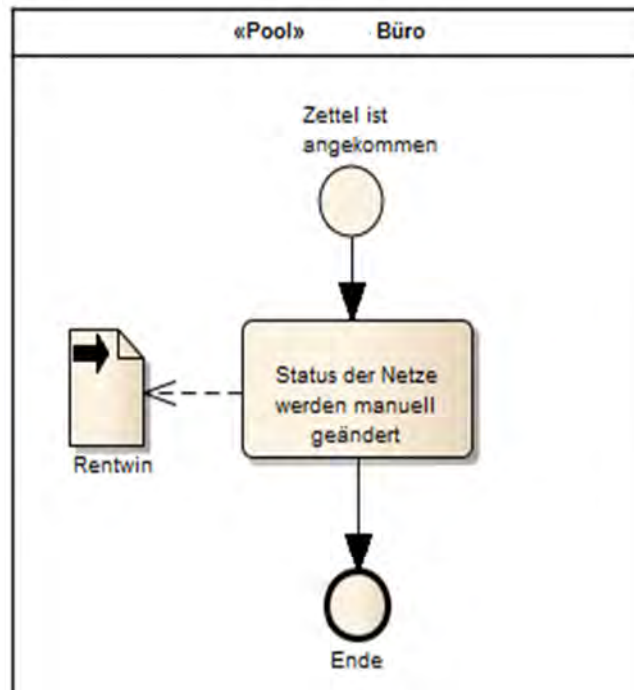 «Pool» Büro
Zettel ist
angekommen
Status der Netze
werden manuell
geändert
Rentwin
Ende